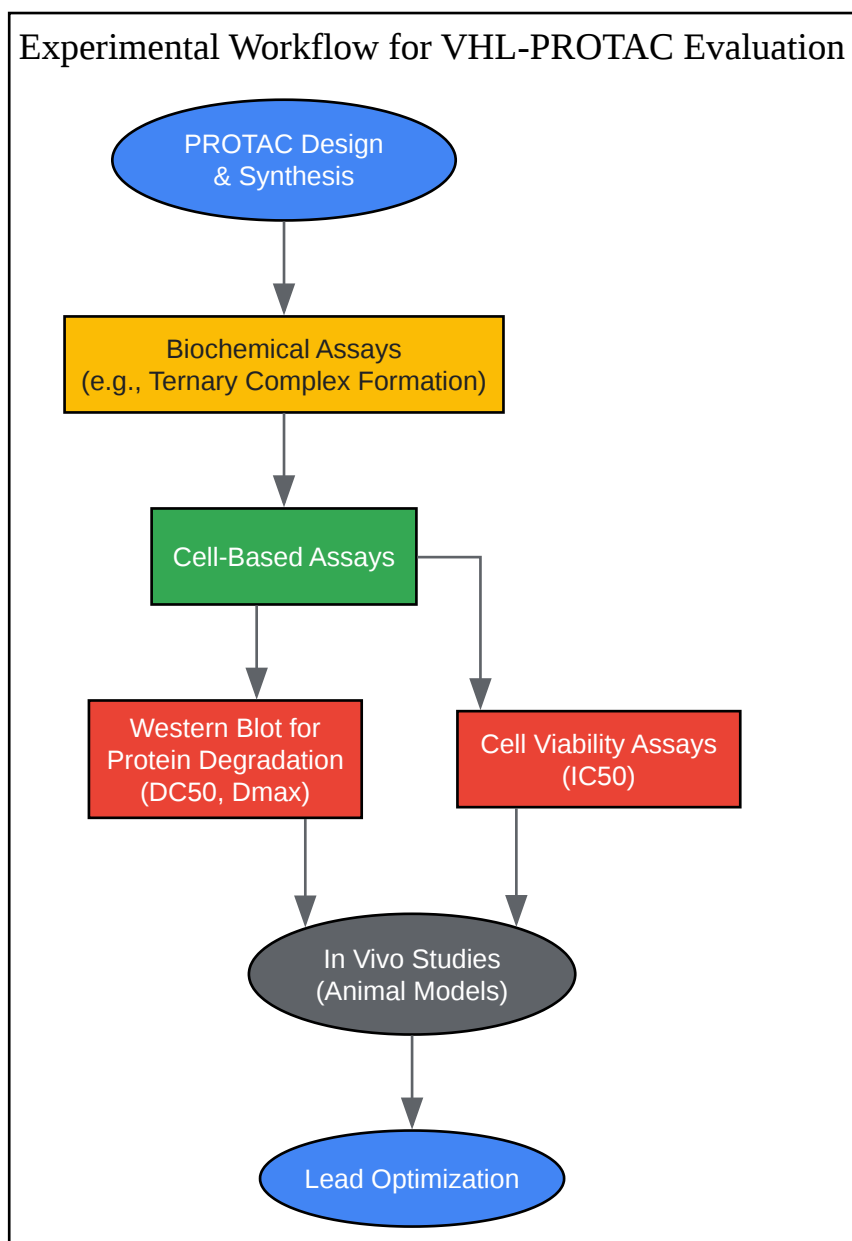 Experimental Workflow for VHL-PROTAC Evaluation
PROTAC Design
& Synthesis
Biochemical Assays
(e.g., Ternary Complex Formation)
Cell-Based Assays
Western Blot for
Protein Degradation
(DC50, Dmax)
Cell Viability Assays
(IC50)
In Vivo Studies
(Animal Models)
Lead Optimization